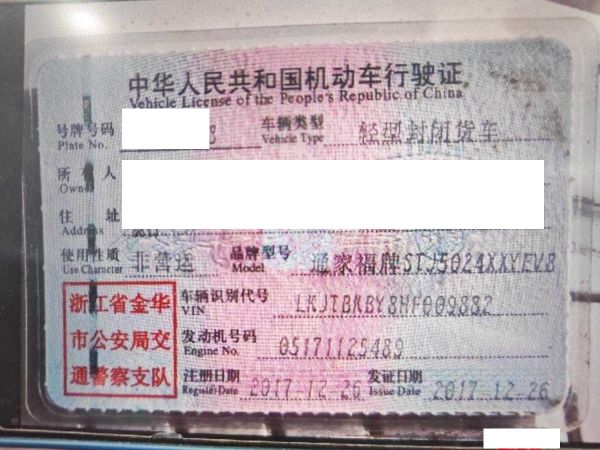 中华人民共和国机动车行驶证
Vehicle License of the People's Republic of China
号牌号码 车辆类型 轻型封闭货车
Plate No. Vehicle Type
所有人
Owner
住址
Address
使用性质 非营运 品牌型号 通家福牌STJ5024XXYEV8
Use Character Model
浙江省金华 车辆识别代号 LKJTBKBY8HF009882
VIN
市公安局交 发动机号码 05171125489
Engine No.
通警察支队 注册日期 2017-12-26 发证日期 2017-12-26
Register Date Issue Date